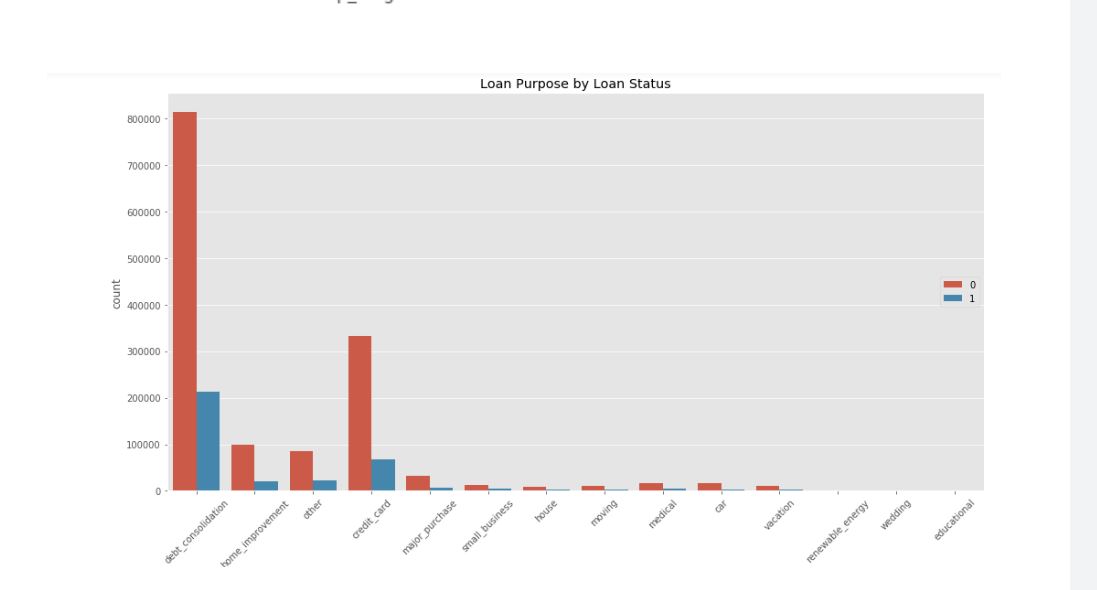 Loan Purpose by Loan Status
800000
700000
600000
500000
400000
300000
200000
100000
0
count
0
1
debt_consolidation
home_improvement
other
credit_card
major_purchase
small_business
house
moving
medical
car
vacation
renewable_energy
wedding
educational